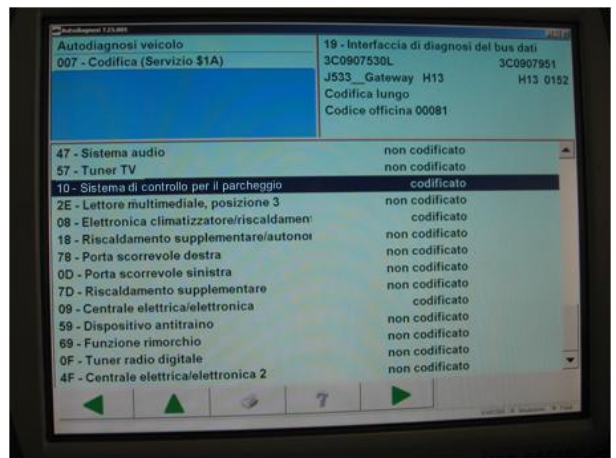 Autodiagnosi 7.25.005
Autodiagnosi veicolo
007 - Codifica (Servizio $1A)
19 - Interfaccia di diagnosi del bus dati
3C0907530L 3C0907951
J533__Gateway H13 H13 0152
Codifica lungo
Codice officina 00081
47 - Sistema audio non codificato
57 - Tuner TV non codificato
10 - Sistema di controllo per il parcheggio codificato
2E - Lettore multimediale, posizione 3 non codificato
08 - Elettronica climatizzatore/riscaldamen codificato
18 - Riscaldamento supplementare/autonoi non codificato
78 - Porta scorrevole destra non codificato
0D - Porta scorrevole sinistra non codificato
7D - Riscaldamento supplementare non codificato
09 - Centrale elettrica/elettronica codificato
59 - Dispositivo antitraino non codificato
69 - Funzione rimorchio non codificato
0F - Tuner radio digitale non codificato
4F - Centrale elettrica/elettronica 2 non codificato
?